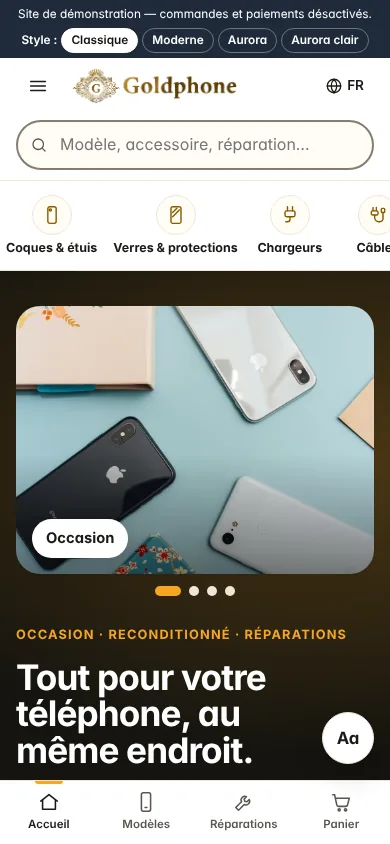 Site de démonstration — commandes et paiements désactivés.
Style : Classique Moderne Aurora Aurora clair
G Goldphone FR
Modèle, accessoire, réparation...
Coques & étuis Verres & protections Chargeurs Câble
Occasion
OCCASION · RECONDITIONNÉ · RÉPARATIONS
Tout pour votre
téléphone, au
même endroit.
Aa
Accueil Modèles Réparations Panier